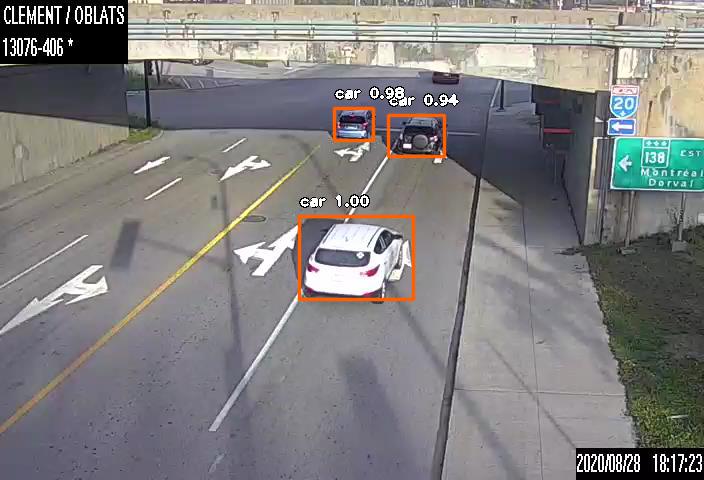 CLEMENT / OBLATS
13076-406 *
car 0.98
car 0.94
20
138 EST
Montréal
Dorval
car 1.00
2020/08/28 18:17:23